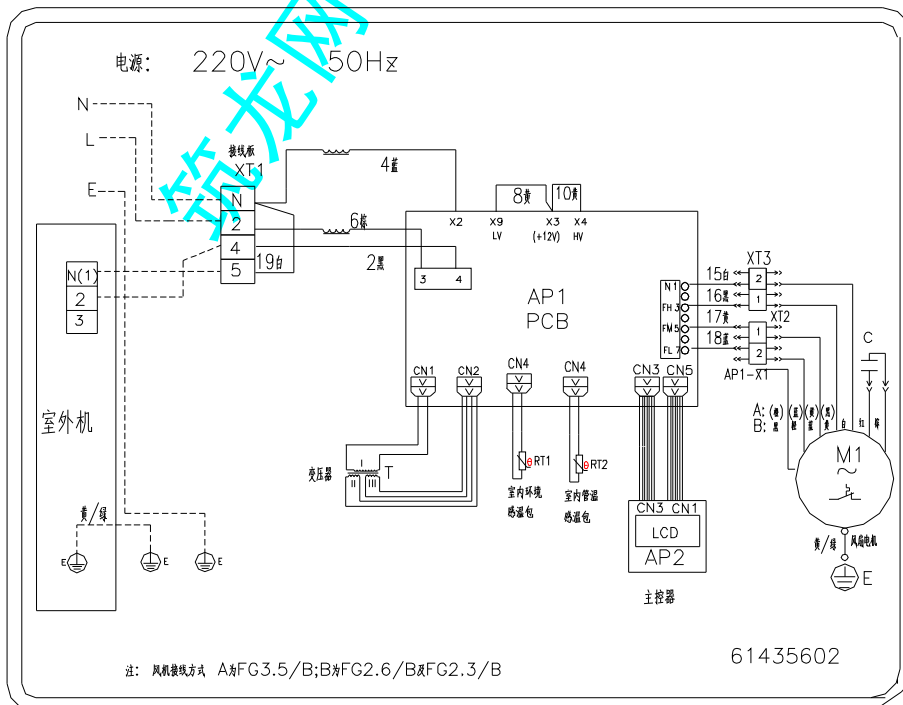 电源: 220V~ 50Hz
筑龙网
N
L
E
接线板
XT1
N
2
4
5
4蓝
6棕
2黑
19白
8黄
10黄
X2
X9
LV
X3
(+12V)
X4
HV
3 4
AP1
PCB
N 1
FH 3
FM 5
FL 7
15白
16黑
17黄
18蓝
XT3
2
1
XT2
1
2
AP1-X1
C
N(1)
2
3
室外机
CN1
CN2
CN4
CN4
CN3
CN5
变压器
I
II
III
T
θRT1
室内环境
感温包
θRT2
室内管温
感温包
CN3 CN1
LCD
AP2
主控器
A:
B:
白
红
M1
~
黄/绿
风扇电机
E
黄/绿
E
E
E
注: 风机接线方式 A为FG3.5/B;B为FG2.6/B及FG2.3/B
61435602